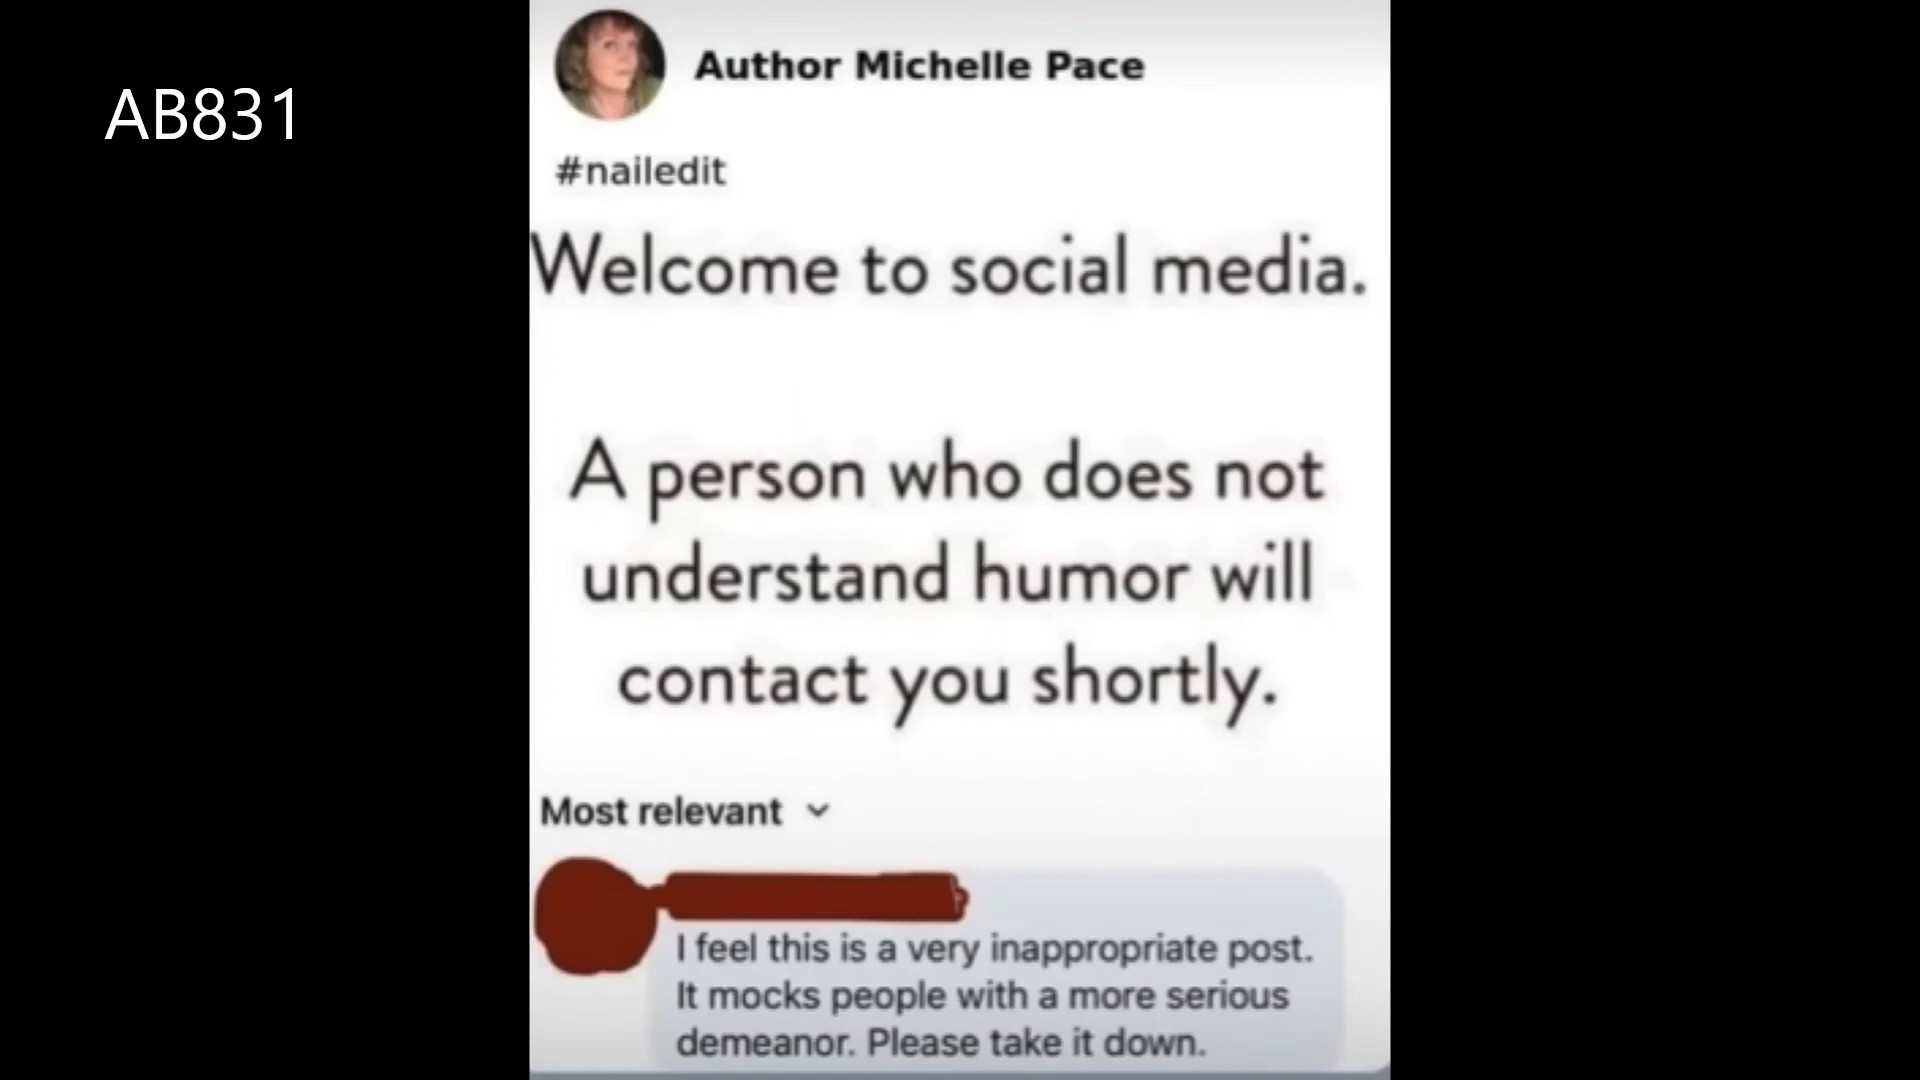 AB831
Author Michelle Pace
#nailedit
Welcome to social media.
A person who does not
understand humor will
contact you shortly.
Most relevant
I feel this is a very inappropriate post.
It mocks people with a more serious
demeanor. Please take it down.